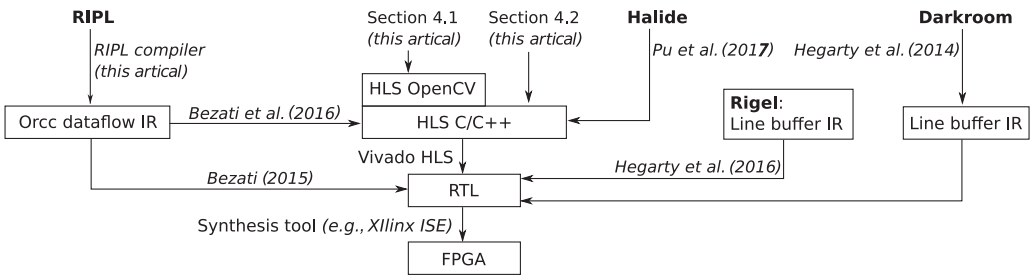 RIPL
Section 4.1
(this artical)
Section 4.2
(this artical)
Halide
Darkroom
RIPL compiler
(this artical)
Pu et al. (2017)
Hegarty et al. (2014)
HLS OpenCV
Rigel:
Line buffer IR
Orcc dataflow IR
Bezati et al. (2016)
HLS C/C++
Line buffer IR
Vivado HLS
Bezati (2015)
Hegarty et al. (2016)
RTL
Synthesis tool (e.g., XIlinx ISE)
FPGA